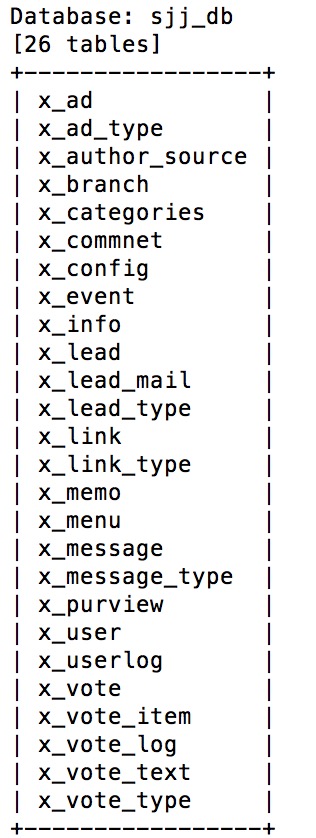 Database: sjj_db
[26 tables]
+------------------+
| x_ad             |
| x_ad_type        |
| x_author_source  |
| x_branch         |
| x_categories     |
| x_commnet        |
| x_config         |
| x_event          |
| x_info           |
| x_lead           |
| x_lead_mail      |
| x_lead_type      |
| x_link           |
| x_link_type      |
| x_memo           |
| x_menu           |
| x_message        |
| x_message_type   |
| x_purview        |
| x_user           |
| x_userlog        |
| x_vote           |
| x_vote_item      |
| x_vote_log       |
| x_vote_text      |
| x_vote_type      |
+------------------+